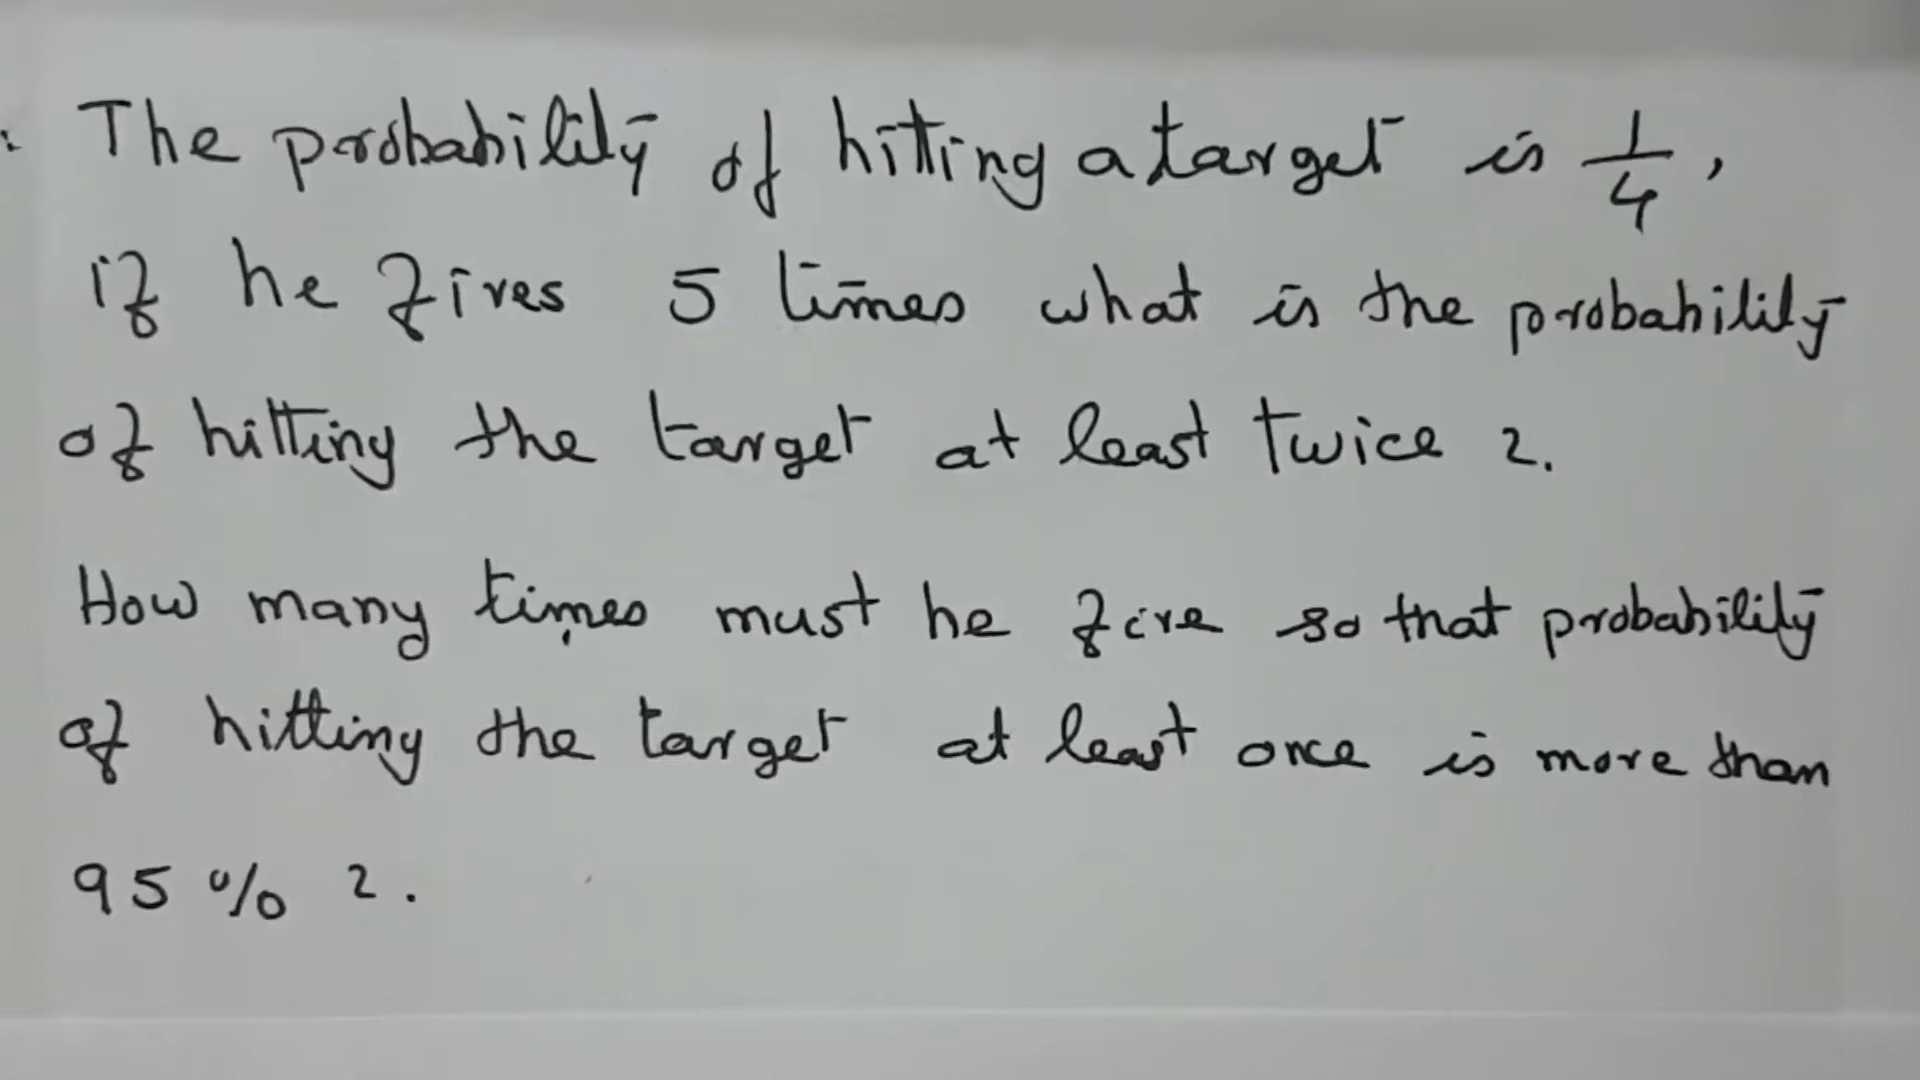 : The probability of hitting a target is 1/4,
if he fires 5 times what is the probability
of hitting the target at least twice ?.
How many times must he fire so that probability
of hitting the target at least once is more than
95 % ?.